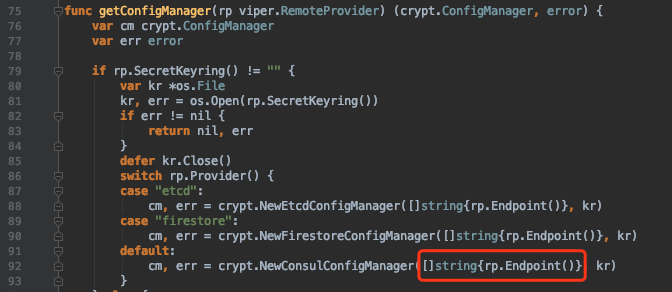 75 func getConfigManager(rp viper.RemoteProvider) (crypt.ConfigManager, error) {
76 var cm crypt.ConfigManager
77 var err error
78
79 if rp.SecretKeyring() != "" {
80 var kr *os.File
81 kr, err = os.Open(rp.SecretKeyring())
82 if err != nil {
83 return nil, err
84 }
85 defer kr.Close()
86 switch rp.Provider() {
87 case "etcd":
88 cm, err = crypt.NewEtcdConfigManager([]string{rp.Endpoint()}, kr)
89 case "firestore":
90 cm, err = crypt.NewFirestoreConfigManager([]string{rp.Endpoint()}, kr)
91 default:
92 cm, err = crypt.NewConsulConfigManager([]string{rp.Endpoint()} kr)
93 }